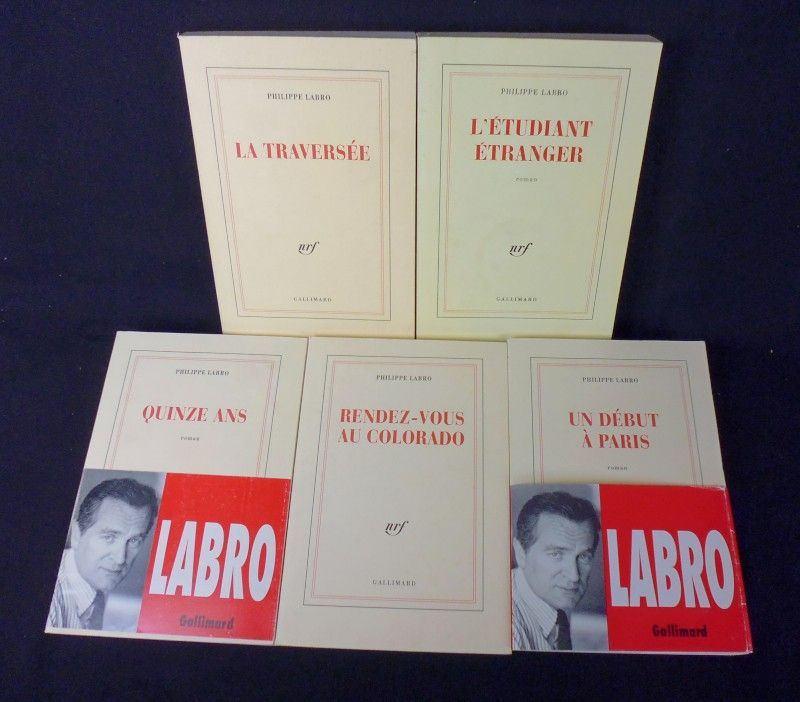 PHILIPPE LABRO
LA TRAVERSÉE
nrf
GALLIMARD
PHILIPPE LABRO
L'ÉTUDIANT
ÉTRANGER
roman
nrf
GALLIMARD
PHILIPPE LABRO
QUINZE ANS
roman
LABRO
Gallimard
PHILIPPE LABRO
RENDEZ-VOUS
AU COLORADO
nrf
GALLIMARD
PHILIPPE LABRO
UN DÉBUT
À PARIS
roman
LABRO
Gallimard